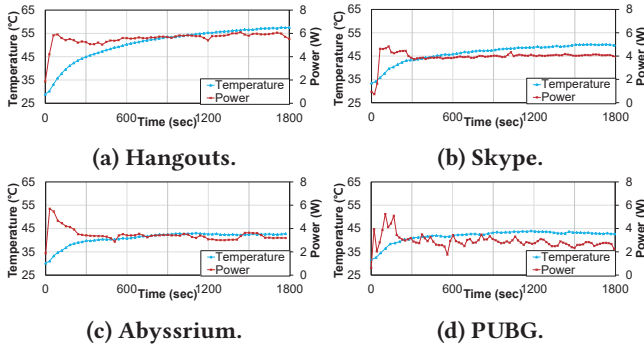 65 8 65 8
Temperature (°C) 55 6 Power (W) Temperature (°C) 55 6 Power (W)
45 4 45 4
35 Temperature 2 35 Temperature 2
Power Power
25 0 25 0
600 1200 1800 600 1200 1800
Time (sec) Time (sec)
(a) Hangouts. (b) Skype.
65 8 65 8
Temperature (°C) 55 6 Power (W) Temperature (°C) 55 6 Power (W)
45 4 45 4
35 Temperature 2 35 Temperature 2
Power Power
25 0 25 0
0 600 1200 1800 0 600 1200 1800
Time (sec) Time (sec)
(c) Abyssrium. (d) PUBG.